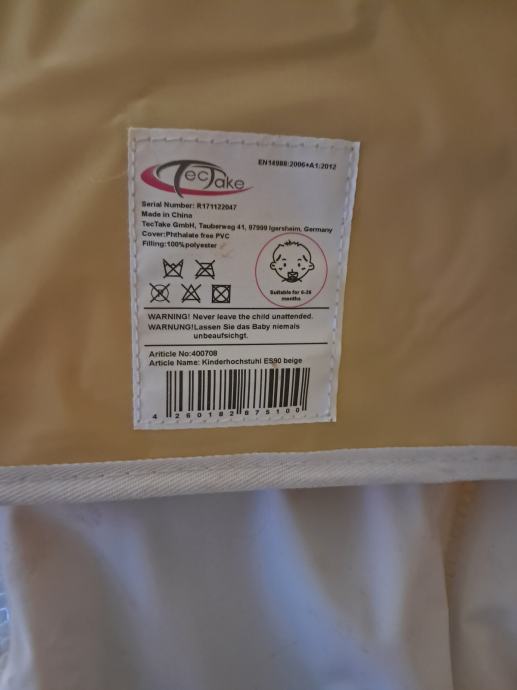 TecTake
EN14988:2006+A1:2012
Serial Number: R171122047
Made in China
TecTake GmbH, Tauberweg 41, 97999 Igersheim, Germany
Cover:Phthalate free PVC
Filling:100%polyester
Suitable for 6-36
months
WARNING! Never leave the child unattended.
WARNUNG!Lassen Sie das Baby niemals
unbeaufsichgt.
Ariticle No:400708
Article Name: Kinderhochstuhl ES90 beige
4 260182 875100